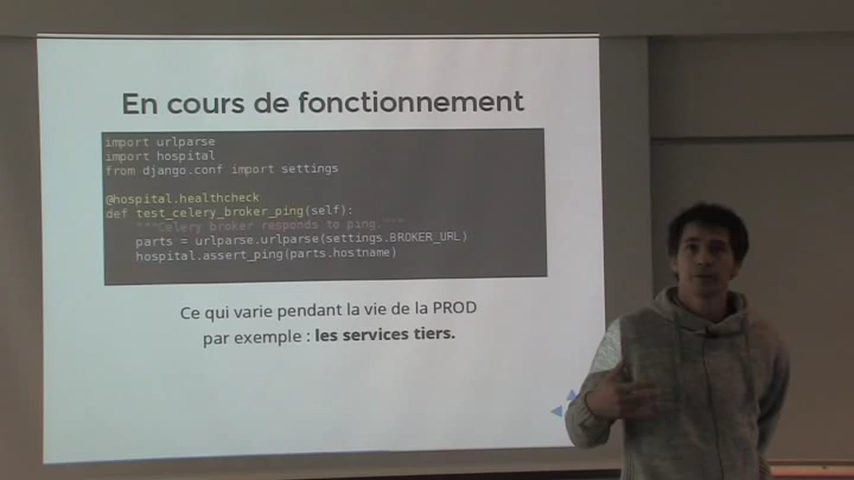 En cours de fonctionnement
import urlparse
import hospital
from django.conf import settings
@hospital.healthcheck
def test_celery_broker_ping(self):
"""Celery broker responds to ping."""
parts = urlparse.urlparse(settings.BROKER_URL)
hospital.assert_ping(parts.hostname)
Ce qui varie pendant la vie de la PROD
par exemple : les services tiers.